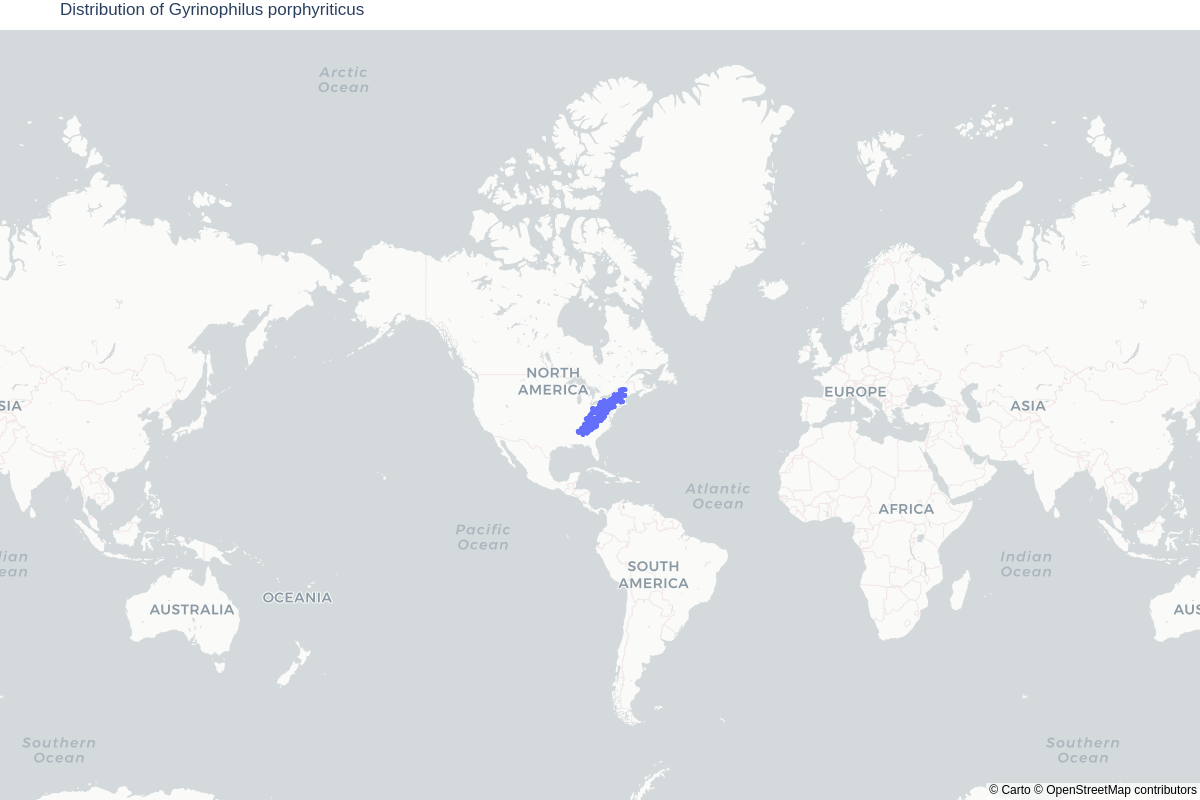 Distribution of Gyrinophilus porphyriticus
Arctic
Ocean
NORTH
AMERICA
EUROPE
ASIA
SIA
Atlantic
Ocean
AFRICA
Pacific
Ocean
SOUTH
AMERICA
Indian
Ocean
dian
ean
OCEANIA
AUSTRALIA
AUS
Southern
Ocean
Southern
Ocean
© Carto © OpenStreetMap contributors